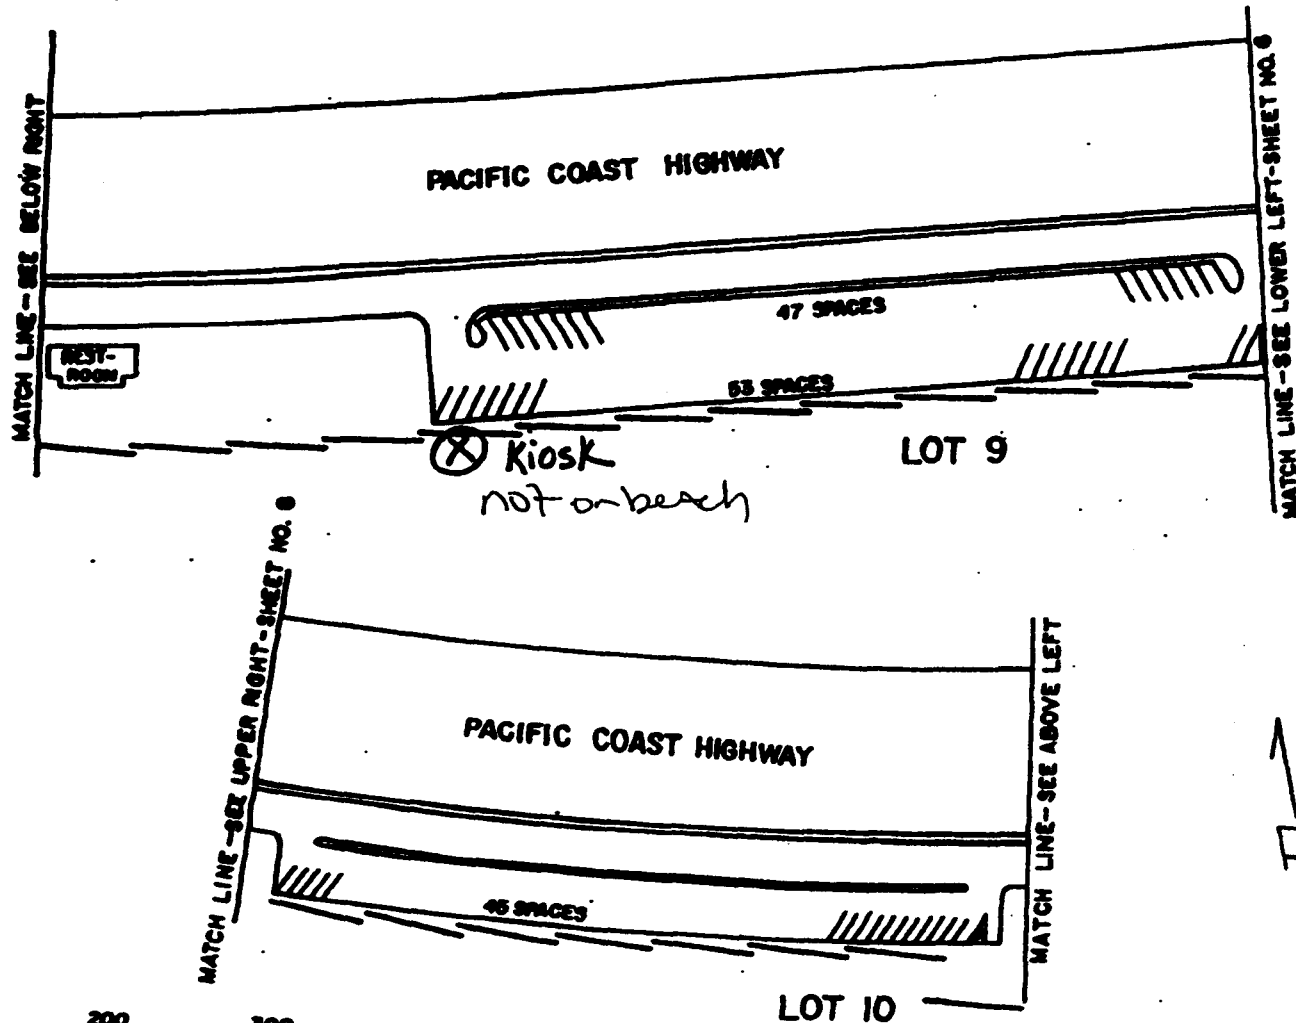 MATCH LINE-SEE BELOW RIGHT
PACIFIC COAST HIGHWAY
MATCH LINE-SEE LOWER LEFT-SHEET NO. 6
47 SPACES
REST-
ROOM
53 SPACES
Kiosk
not on beach
LOT 9
MATCH LINE-SEE UPPER RIGHT-SHEET NO. 6
PACIFIC COAST HIGHWAY
MATCH LINE-SEE ABOVE LEFT
45 SPACES
LOT 10
200
300